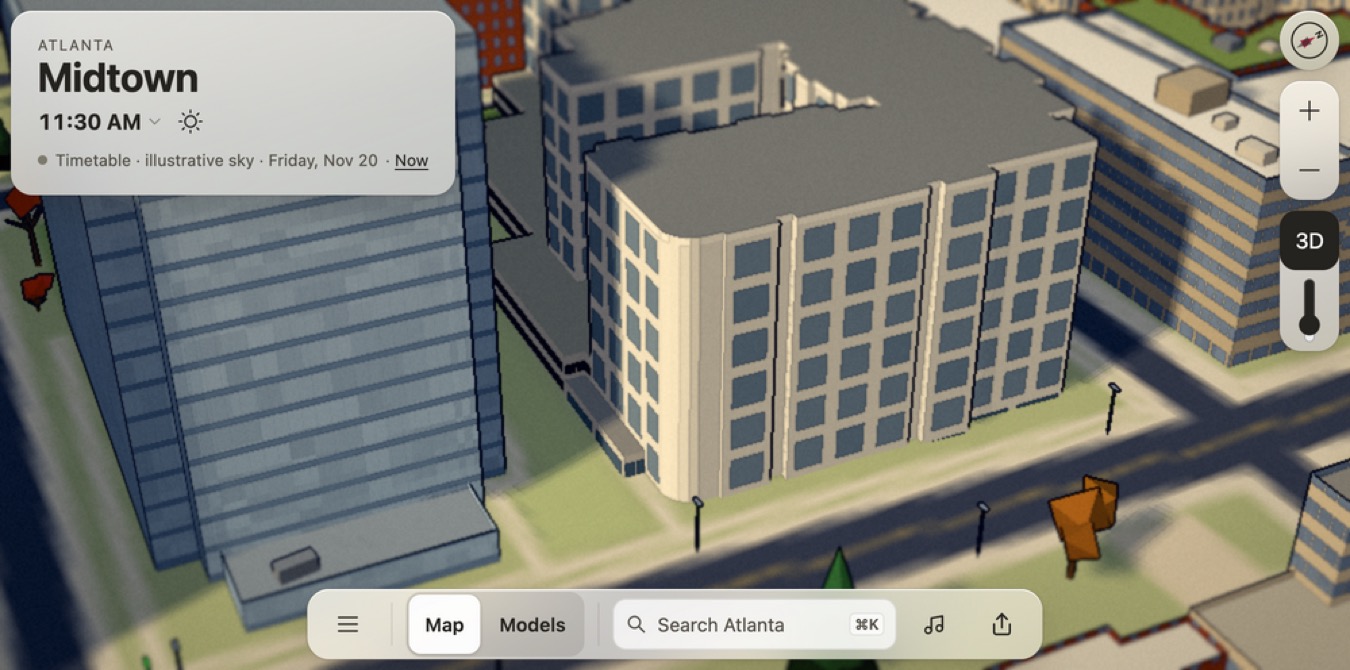 ATLANTA
Midtown
11:30 AM
Timetable · illustrative sky · Friday, Nov 20 · Now
N
3D
Map Models Search Atlanta ⌘K